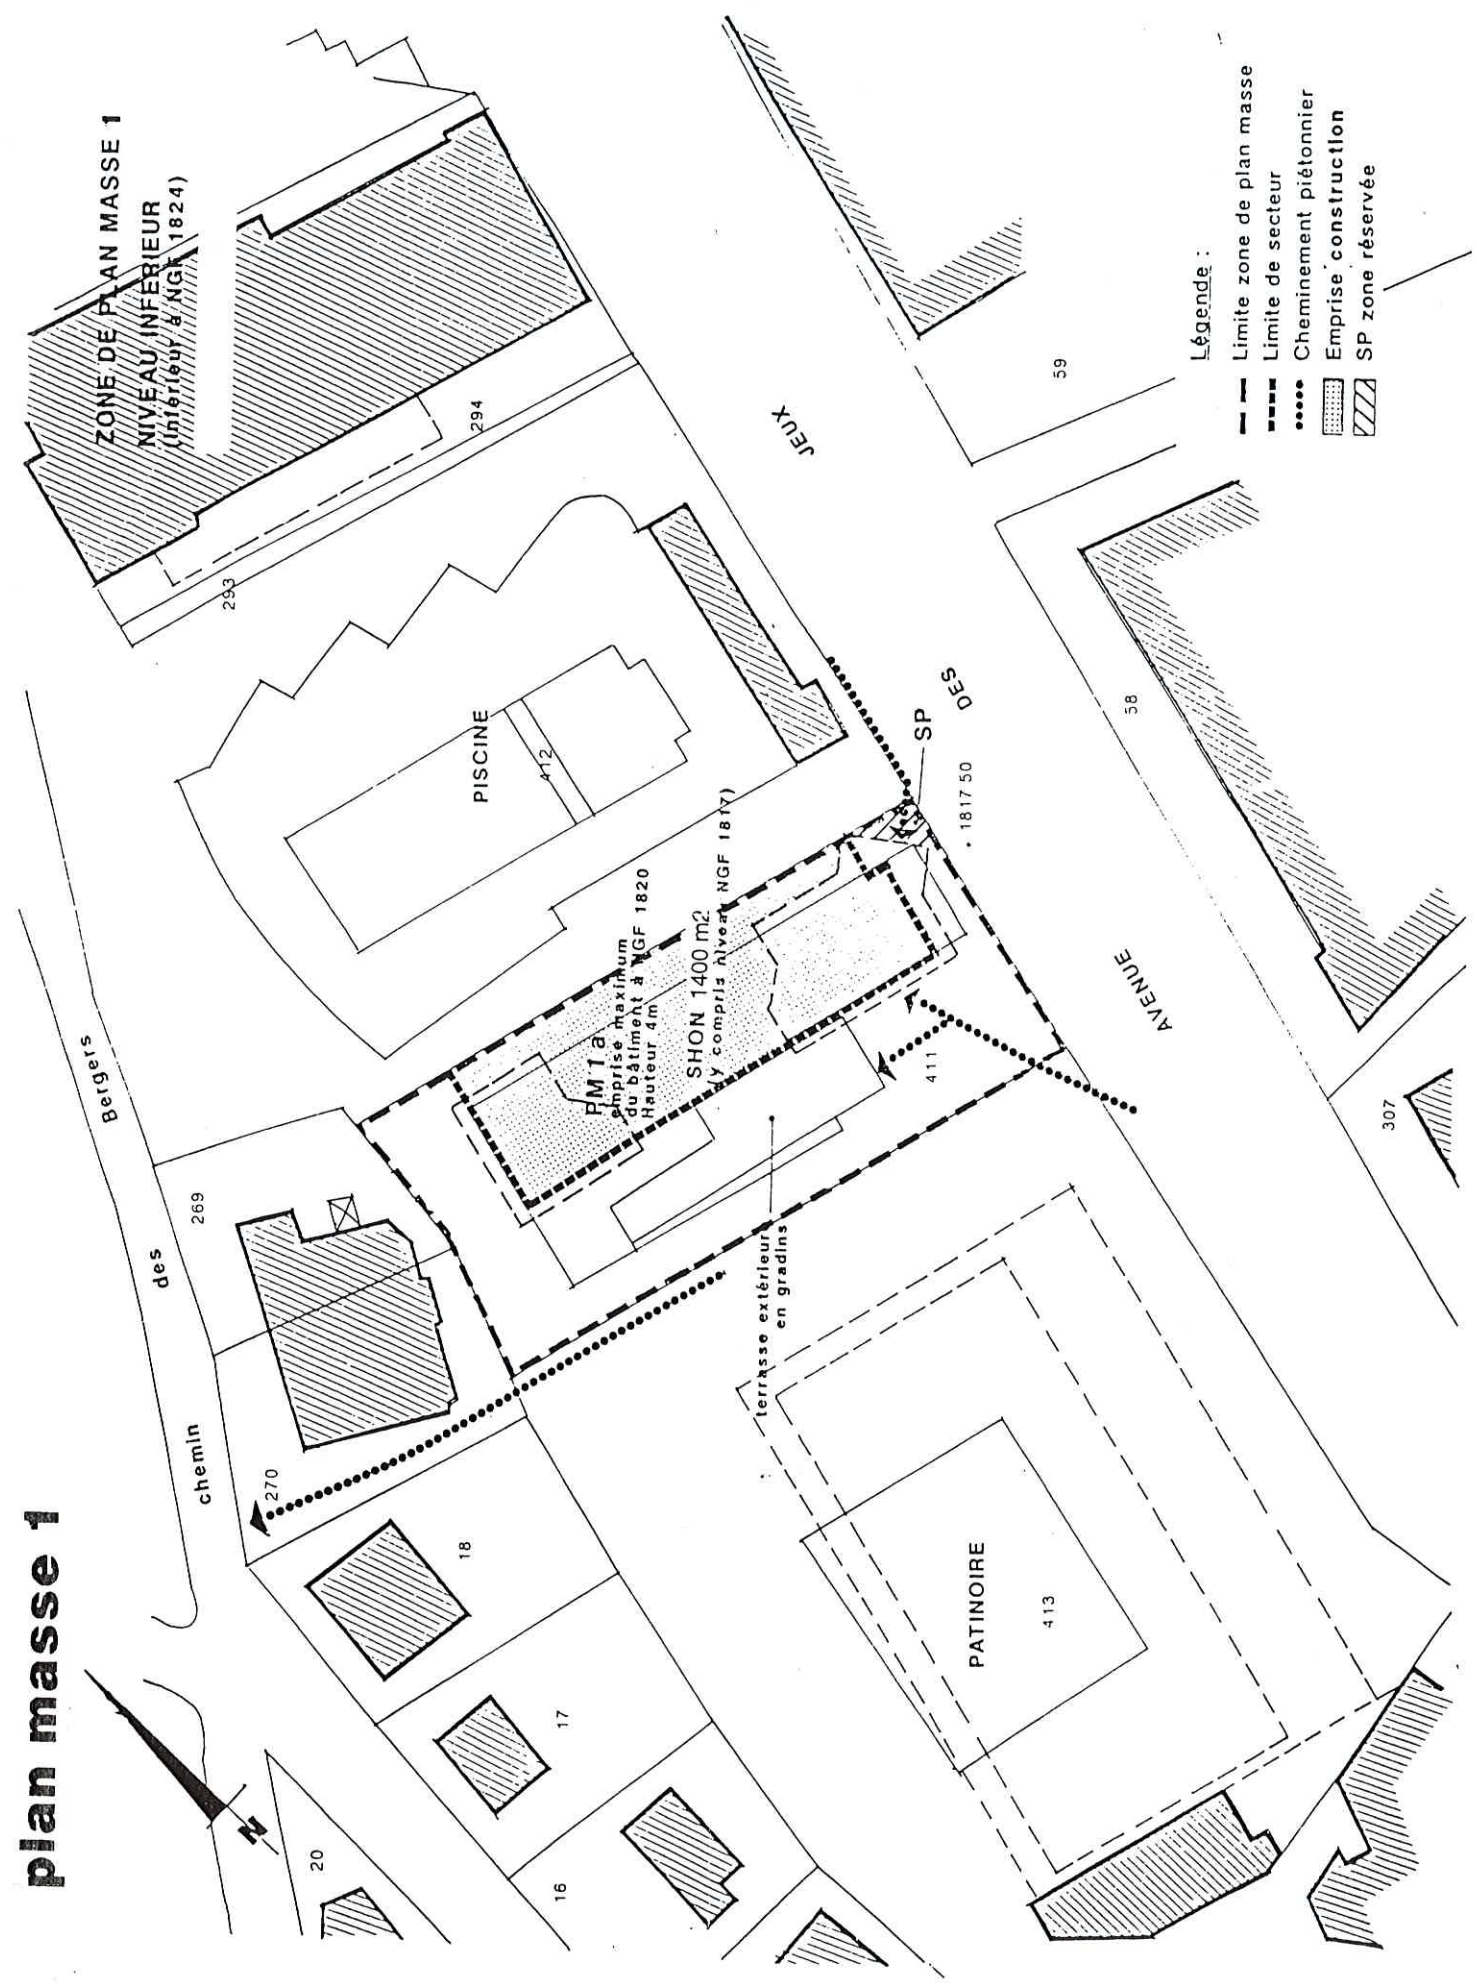 plan masse 1
ZONE DE PLAN MASSE 1
NIVEAU INFERIEUR
(Inférieur à NGF 1824)
chemin
des
Bergers
N
20
270
269
293
294
18
17
16
PISCINE
412
PM 1a
emprise maximum
du bâtiment à NGF 1820
Hauteur 4m
SHON 1400 m2
(y compris niveau NGF 1817)
terrasse extérieure
en gradins
411
SP
1817 50
PATINOIRE
413
AVENUE
DES
JEUX
58
59
307
Légende :
Limite zone de plan masse
Limite de secteur
Cheminement piétonnier
Emprise construction
SP zone réservée